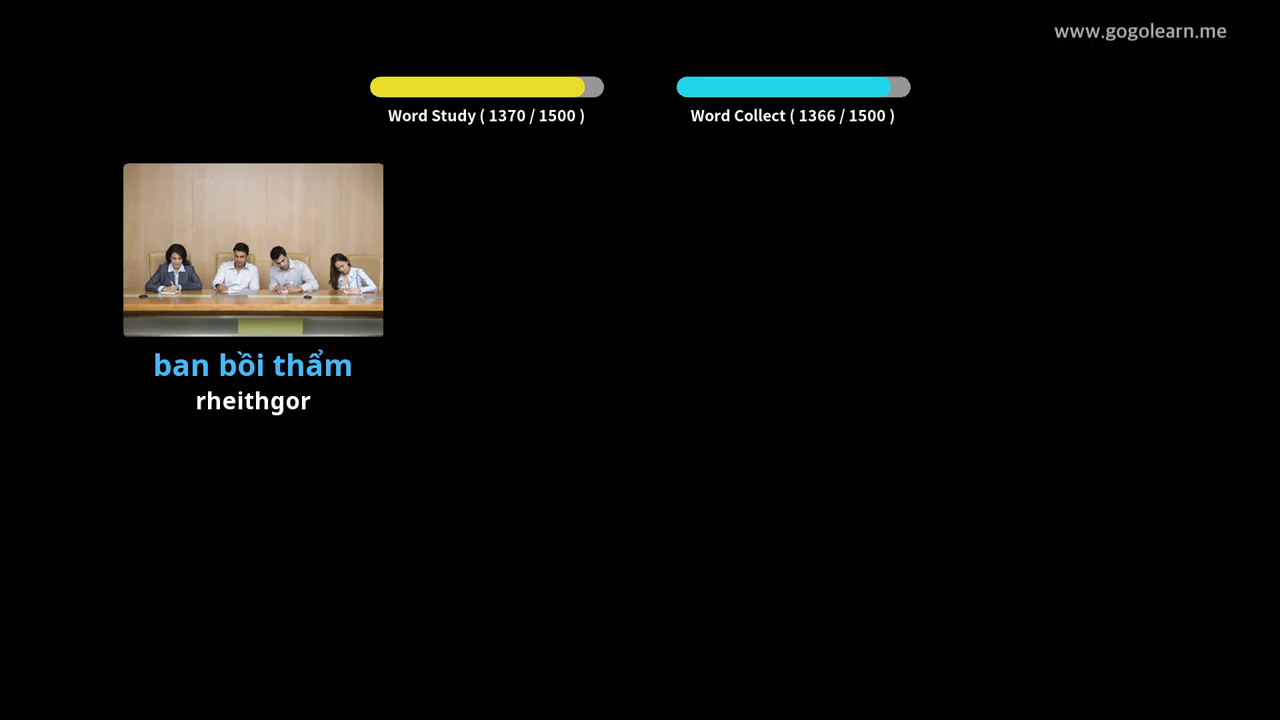 www.gogolearn.me
Word Study ( 1370 / 1500 )
Word Collect ( 1366 / 1500 )
ban bồi thẩm
rheithgor